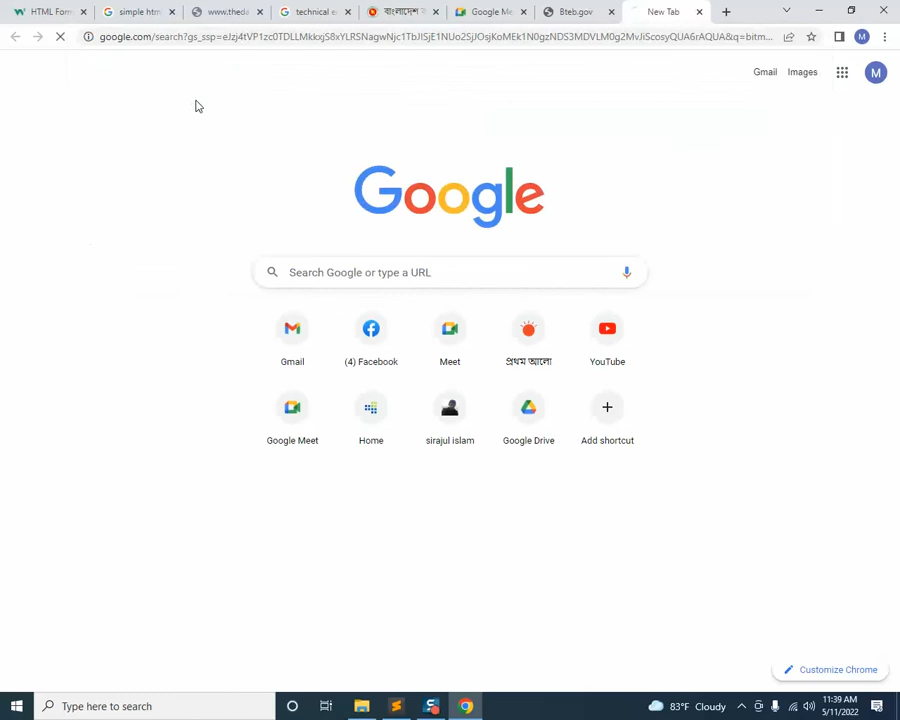 HTML Form
simple htm
www.theda
technical e
বাংলাদেশ ক
Google Me
Bteb.gov
New Tab
google.com/search?gs_ssp=eJzj4tVP1zc0TDLLMkkxjS8xYLRSNagwNjc1TbJISjE1NUo2SjJOsjKoMEk1N0gzNDS3MDVLM0g2MvJiScosyQUA6rAQUA&q=bitm...
M
Gmail Images M
Google
Search Google or type a URL
Gmail (4) Facebook Meet প্রথম আলো YouTube
Google Meet Home sirajul islam Google Drive Add shortcut
Customize Chrome
Type here to search
83°F Cloudy
11:39 AM
5/11/2022